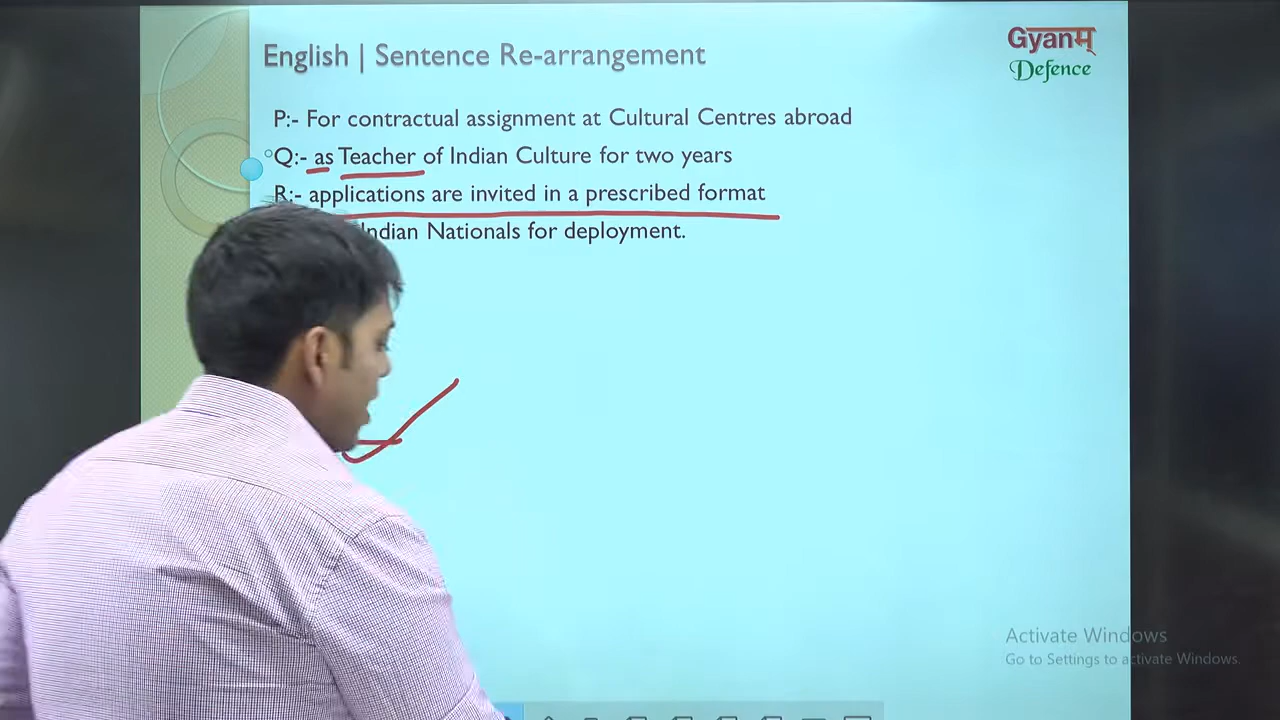 English | Sentence Re-arrangement
Gyanम्
Defence
P:- For contractual assignment at Cultural Centres abroad
Q:- as Teacher of Indian Culture for two years
R:- applications are invited in a prescribed format
Indian Nationals for deployment.
Activate Windows
Go to Settings to activate Windows.